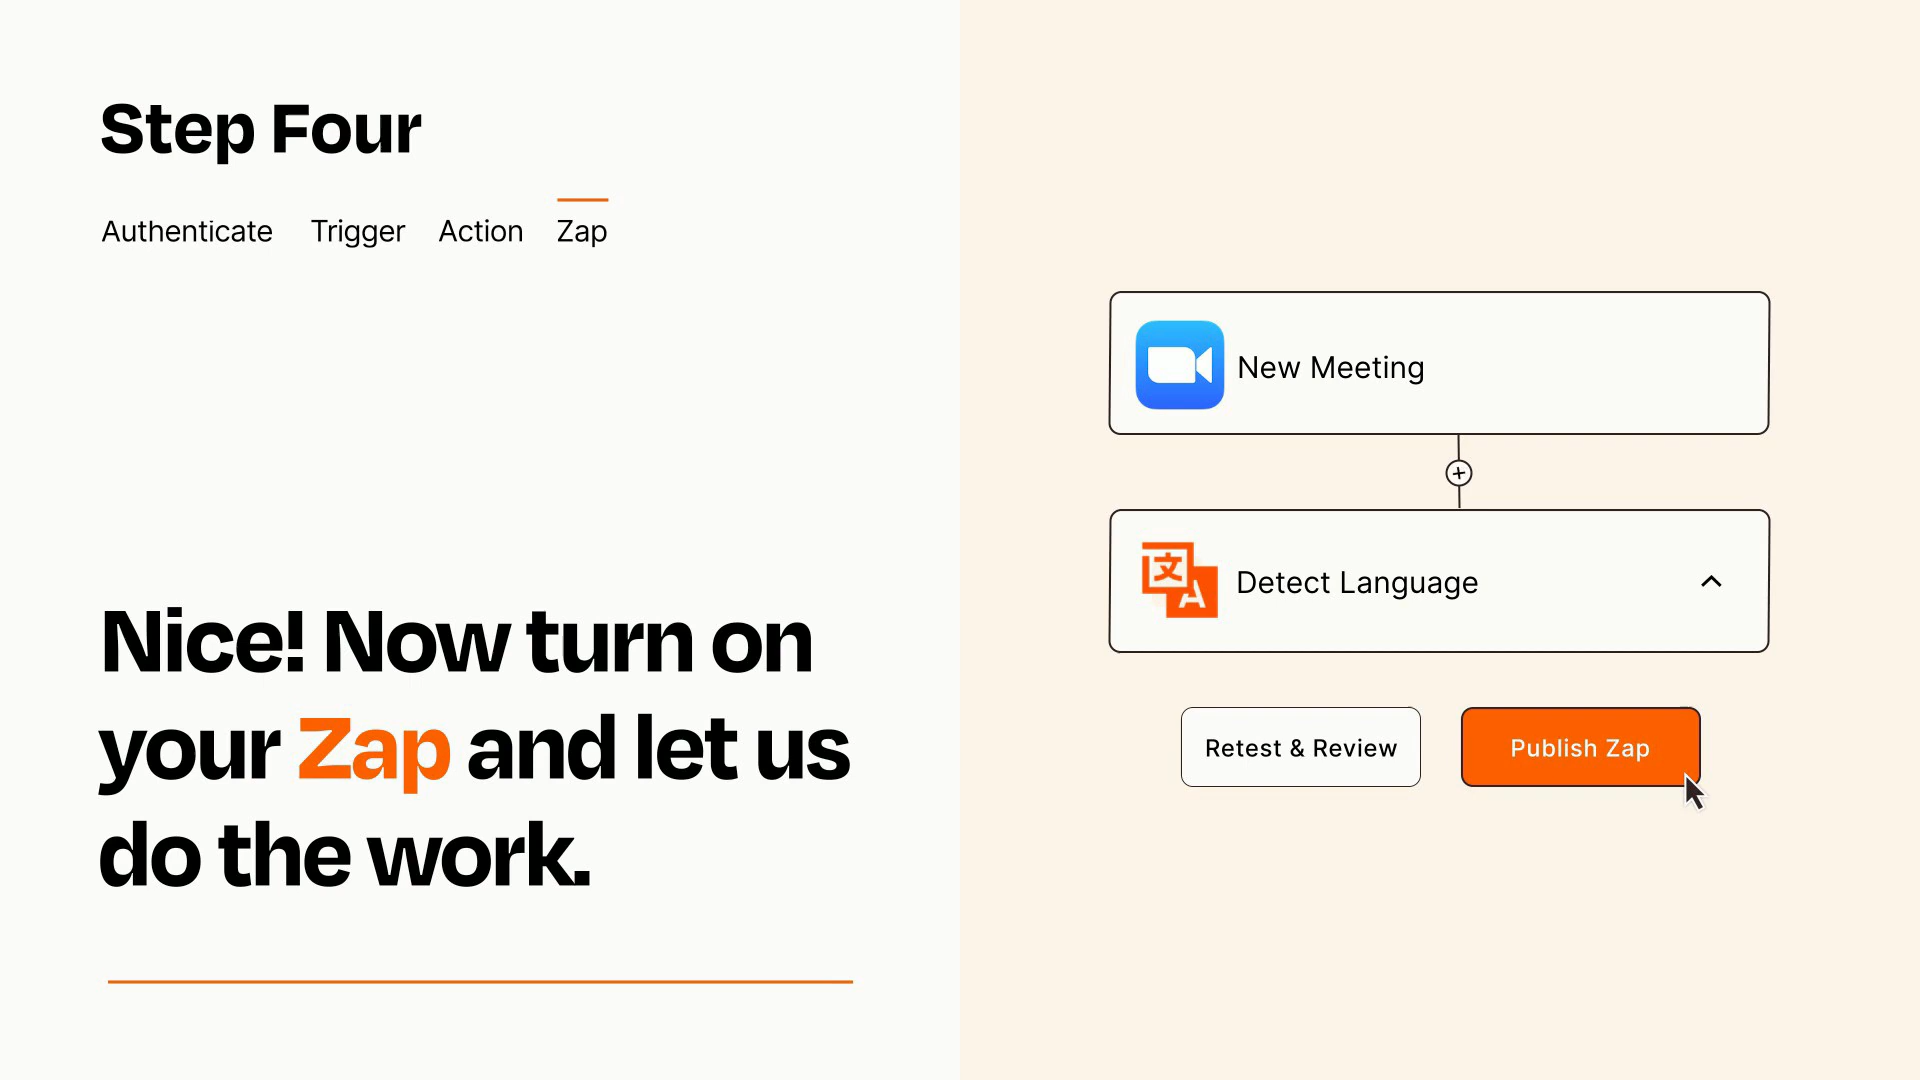 Step Four
Authenticate Trigger Action Zap
Nice! Now turn on
your Zap and let us
do the work.
New Meeting
文
A
Detect Language
Retest & Review
Publish Zap